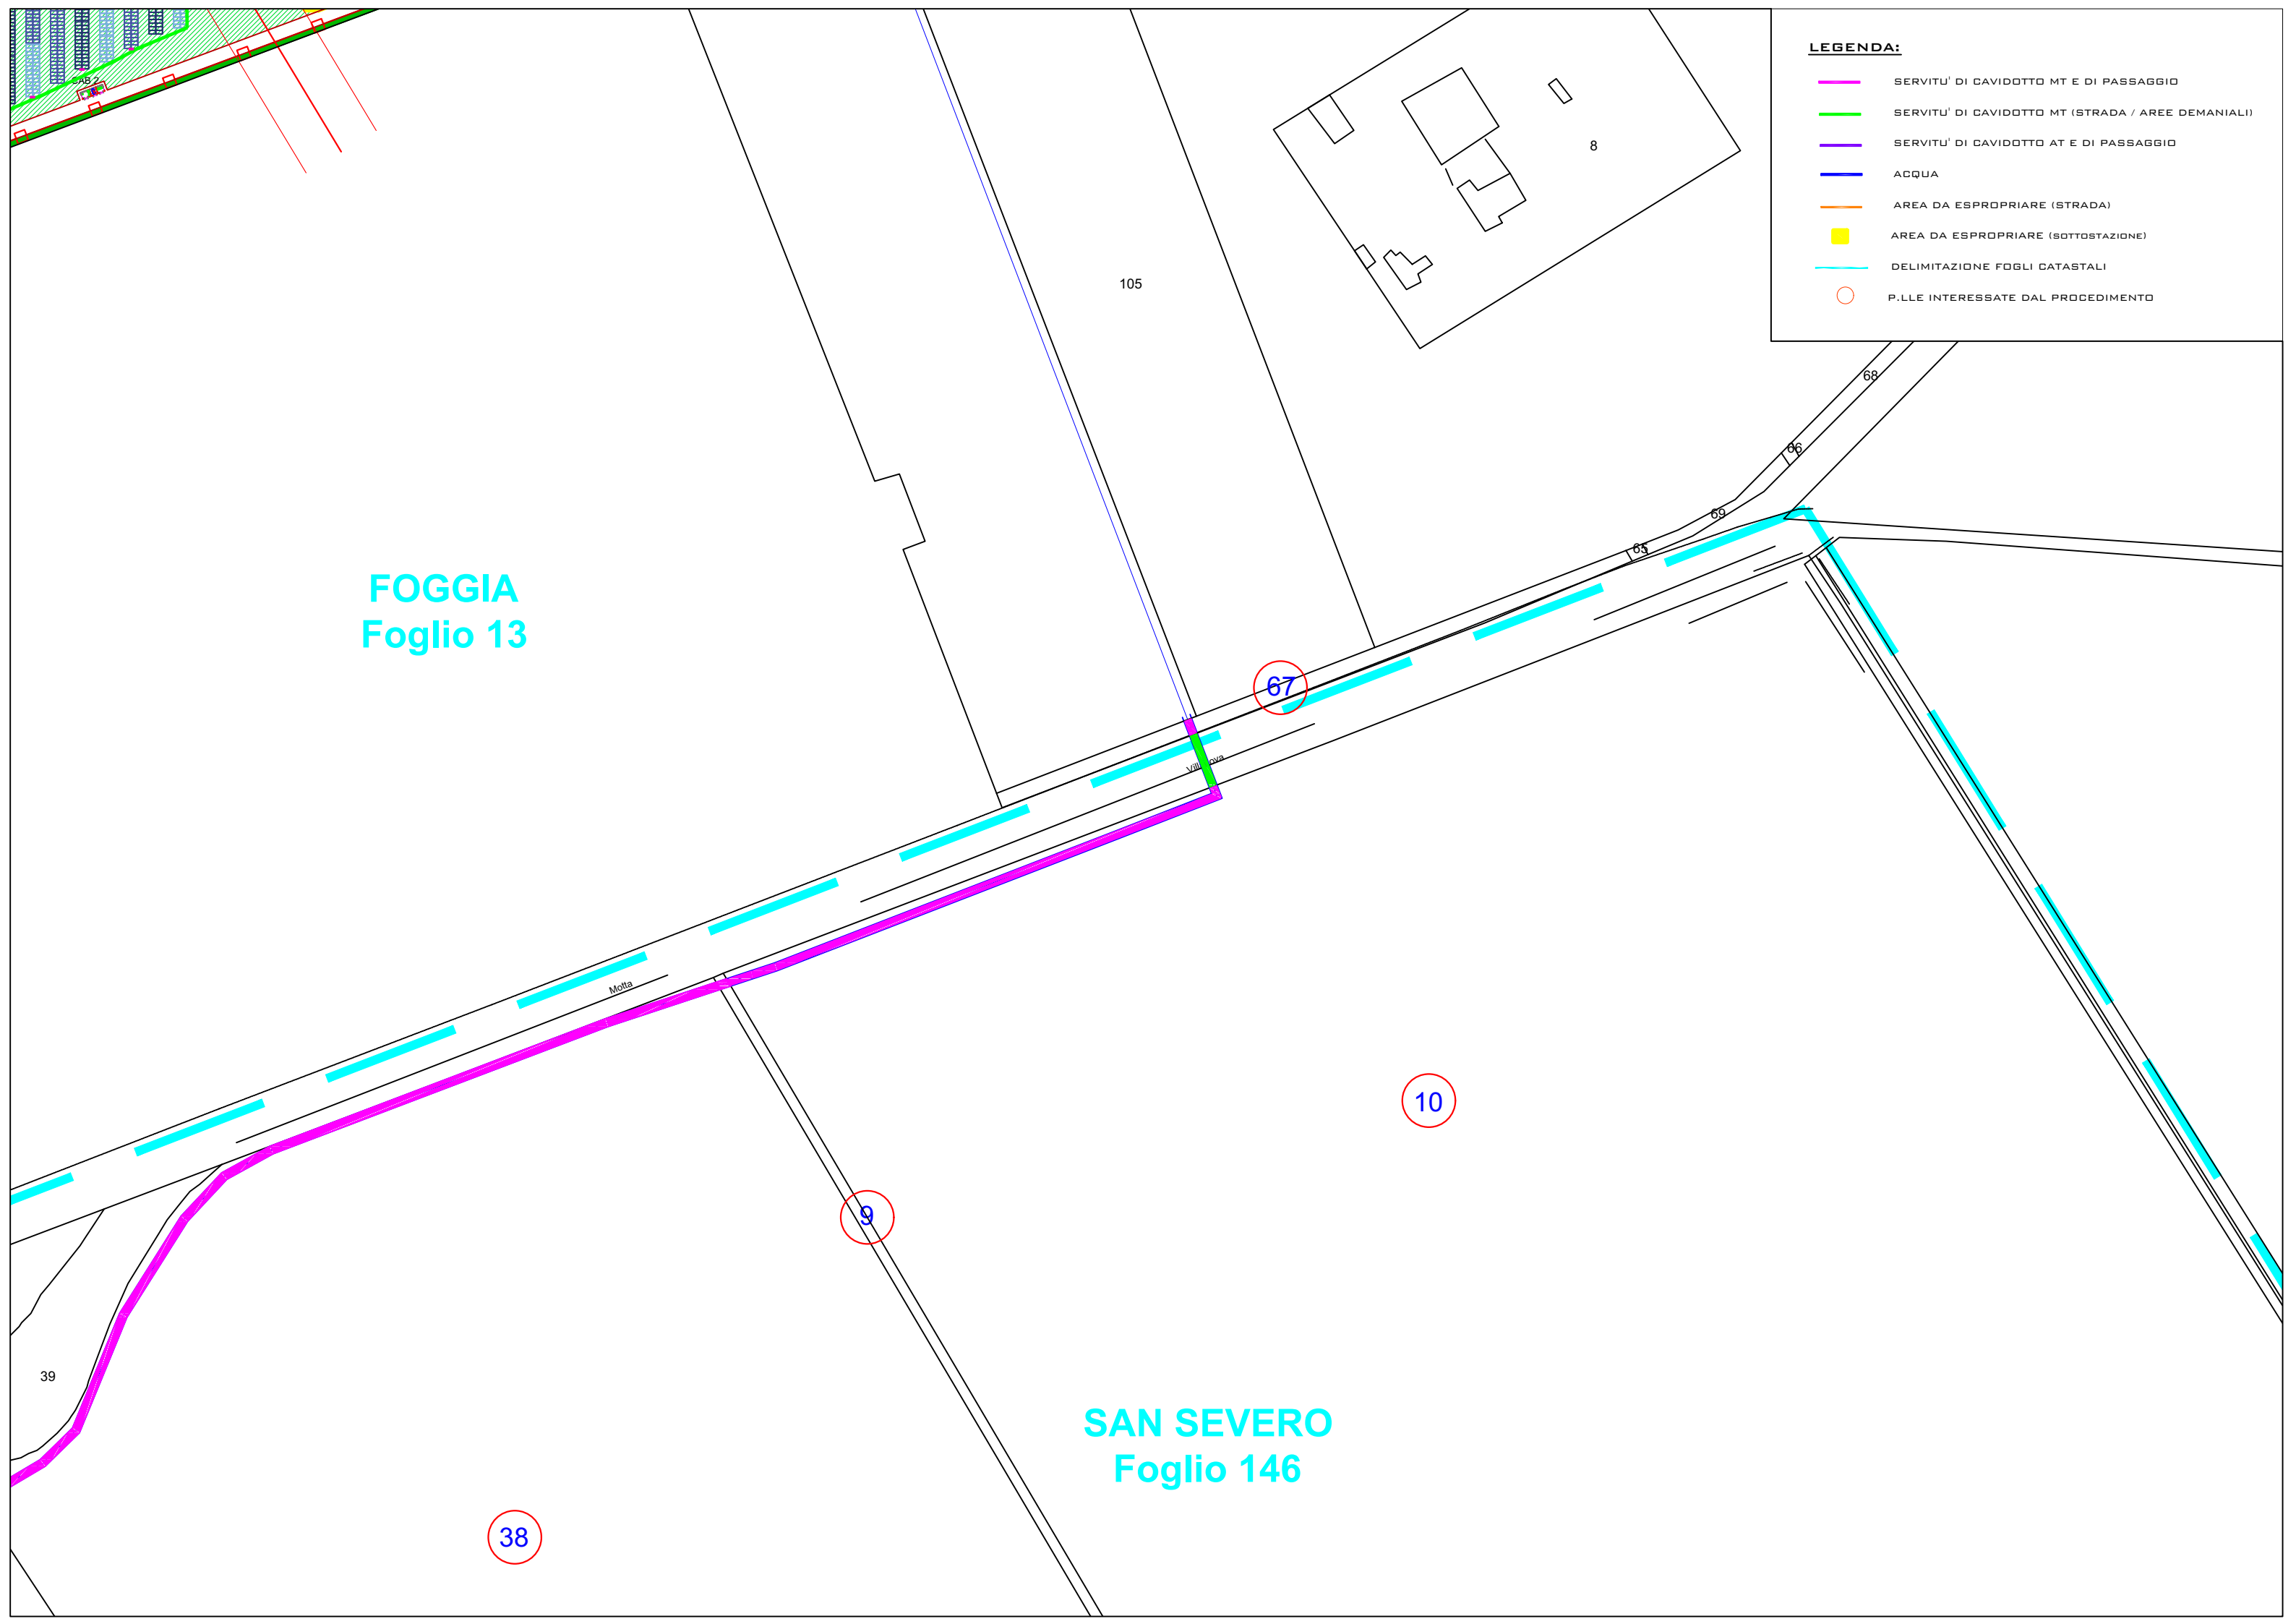 LEGENDA:
SERVITU' DI CAVIDOTTO MT E DI PASSAGGIO
SERVITU' DI CAVIDOTTO MT (STRADA / AREE DEMANIALI)
SERVITU' DI CAVIDOTTO AT E DI PASSAGGIO
ACQUA
AREA DA ESPROPRIARE (STRADA)
AREA DA ESPROPRIARE (SOTTOSTAZIONE)
DELIMITAZIONE FOGLI CATASTALI
P.LLE INTERESSATE DAL PROCEDIMENTO
CAB 2
8
105
68
66
69
65
FOGGIA
Foglio 13
67
Motta
10
9
39
SAN SEVERO
Foglio 146
38